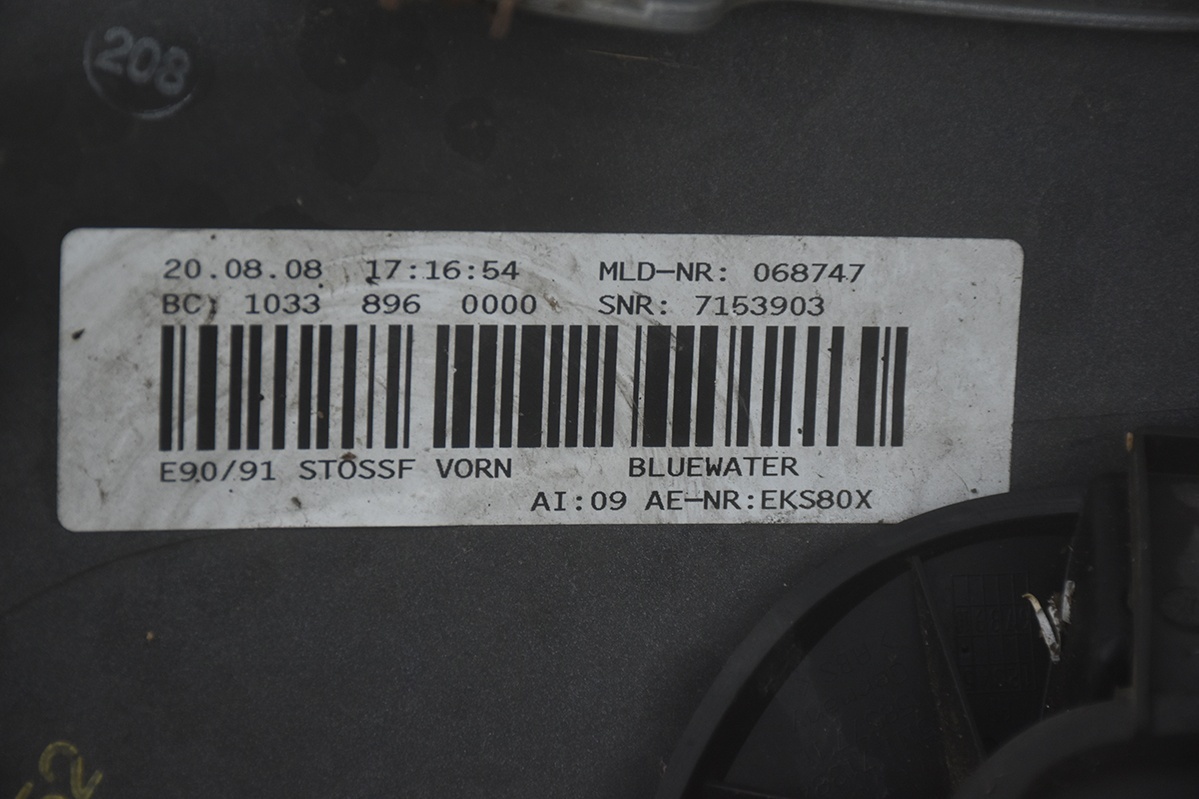 208
20.08.08 17:16:54 MLD-NR: 068747
BC: 1033 896 0000 SNR: 7153903
E90/91 STOSSF VORN BLUEWATER
AI:09 AE-NR:EKS80X